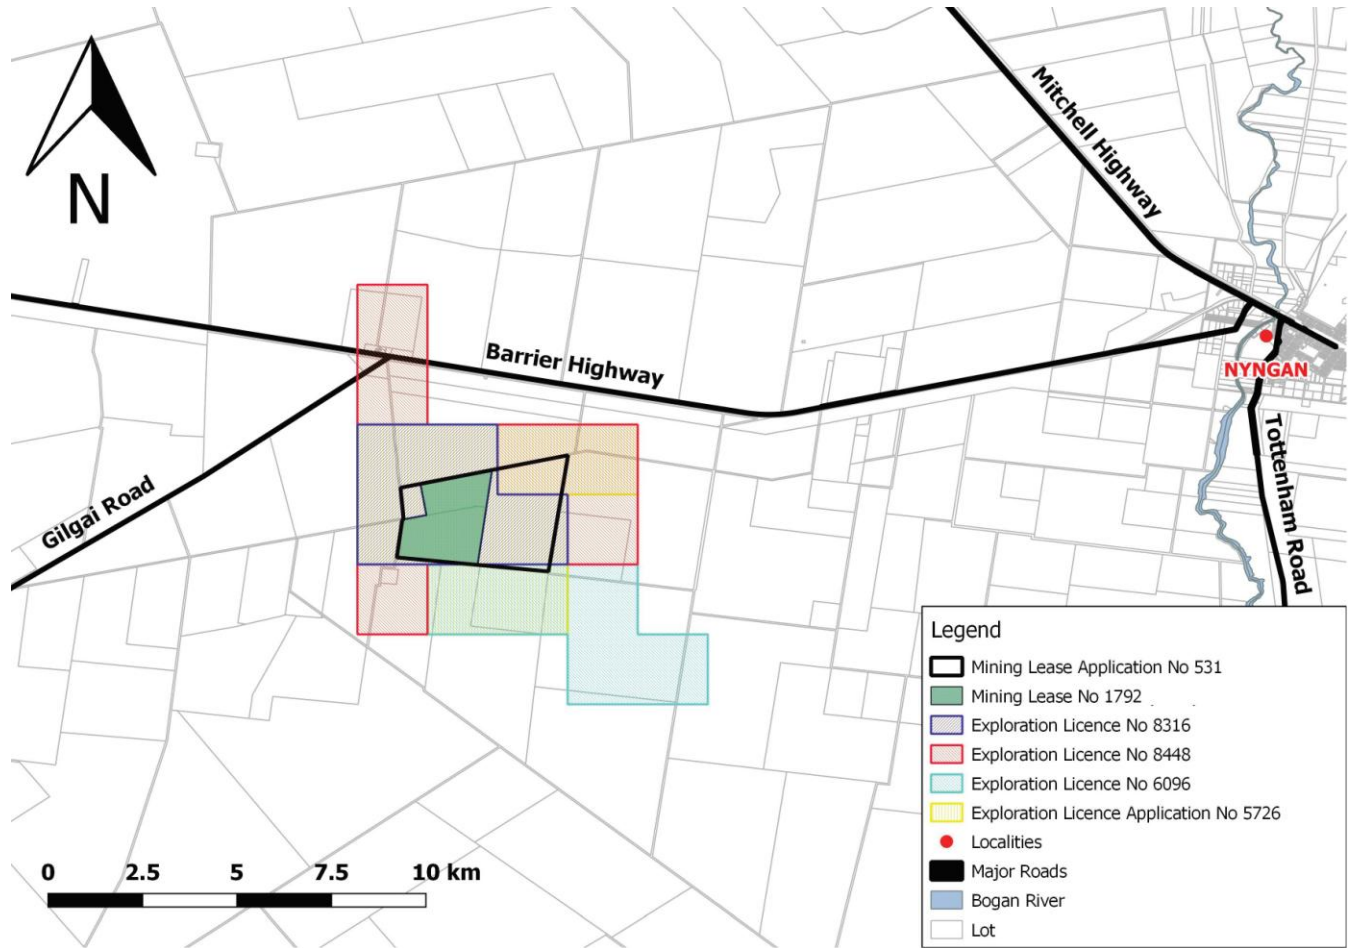 N
Mitchell Highway
Barrier Highway
NYNGAN
Gilgai Road
Tottenham Road
0 2.5 5 7.5 10 km
Legend
Mining Lease Application No 531
Mining Lease No 1792
Exploration Licence No 8316
Exploration Licence No 8448
Exploration Licence No 6096
Exploration Licence Application No 5726
Localities
Major Roads
Bogan River
Lot